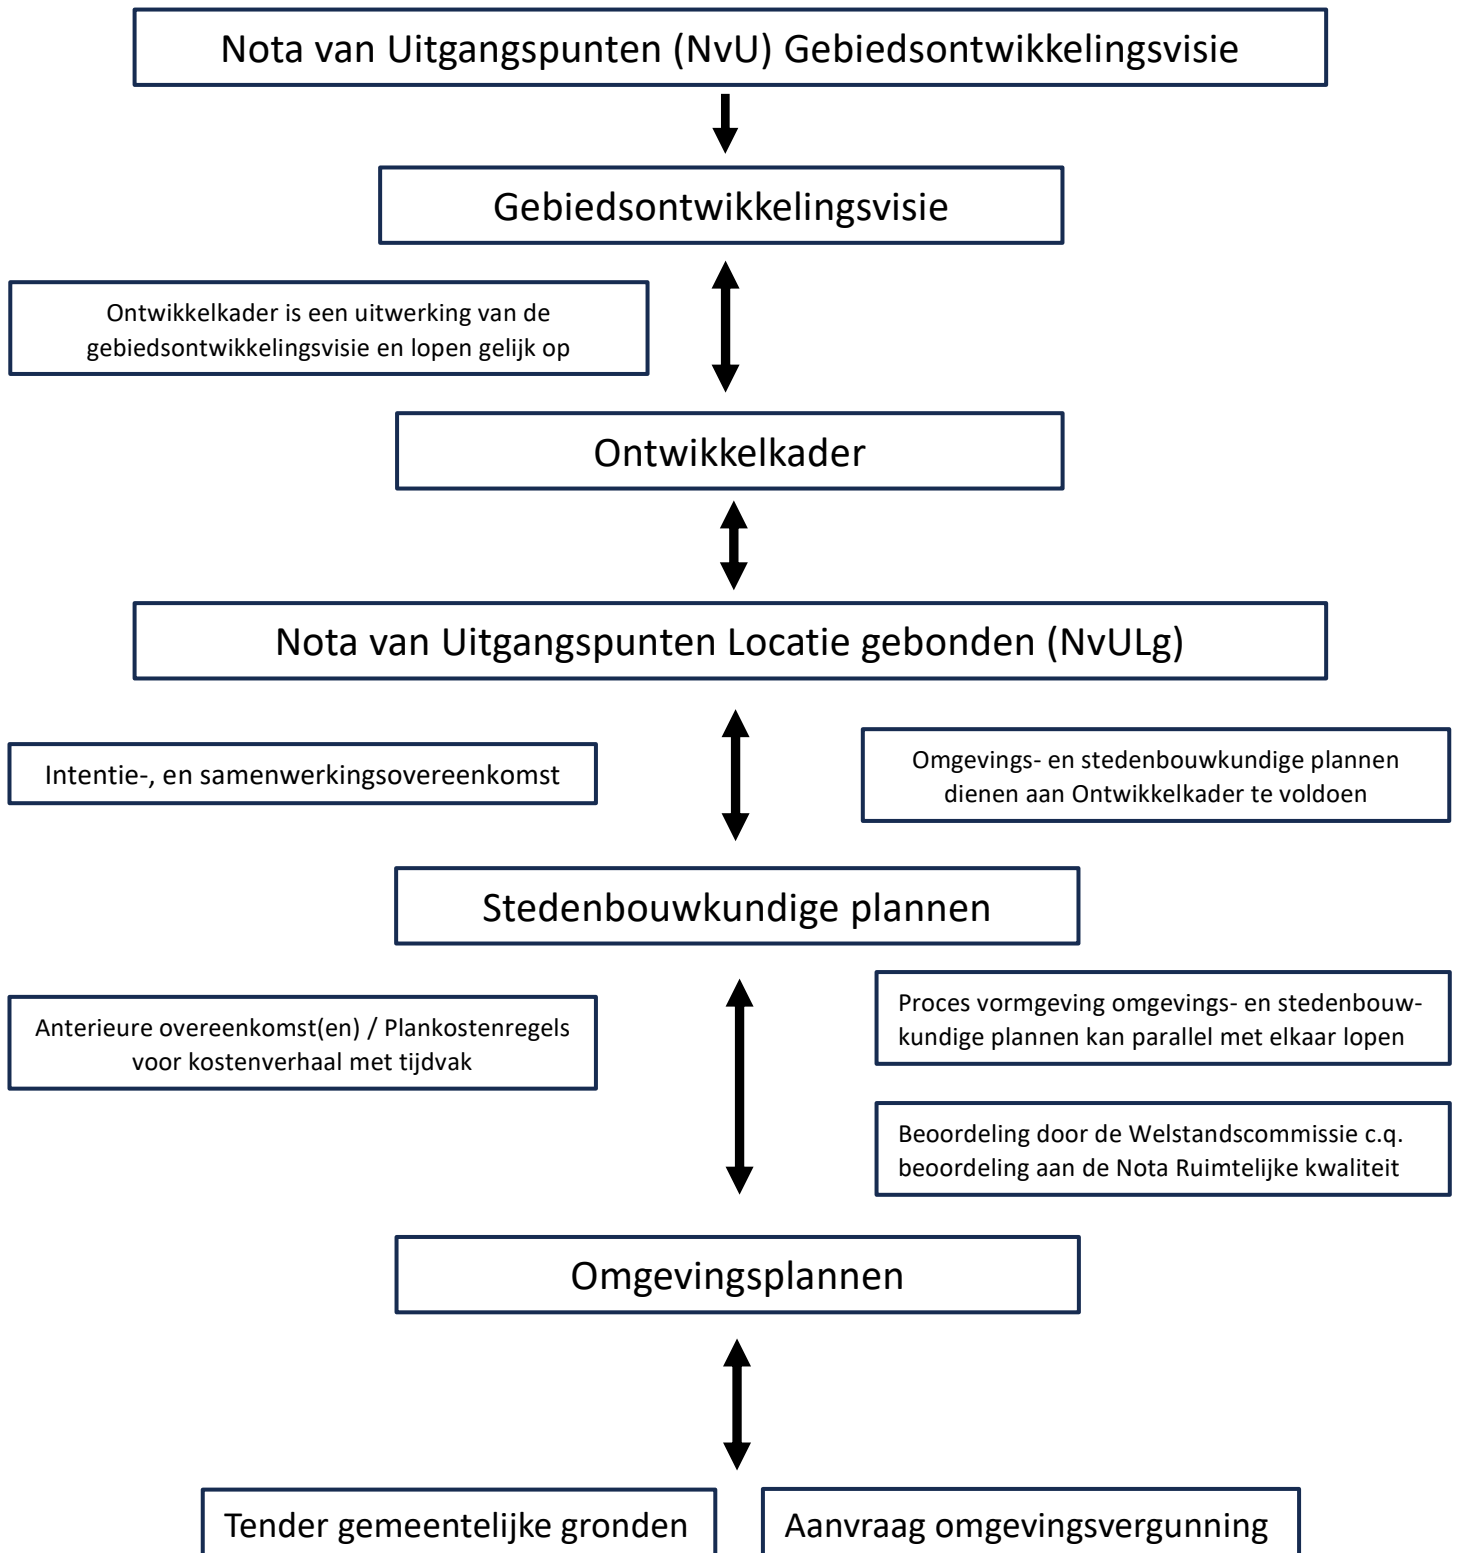 Nota van Uitgangspunten (NvU) Gebiedsontwikkelingsvisie
Gebiedsontwikkelingsvisie
Ontwikkelkader is een uitwerking van de
gebiedsontwikkelingsvisie en lopen gelijk op
Ontwikkelkader
Nota van Uitgangspunten Locatie gebonden (NvULg)
Intentie-, en samenwerkingsovereenkomst
Omgevings- en stedenbouwkundige plannen
dienen aan Ontwikkelkader te voldoen
Stedenbouwkundige plannen
Anterieure overeenkomst(en) / Plankostenregels
voor kostenverhaal met tijdvak
Proces vormgeving omgevings- en stedenbouw-
kundige plannen kan parallel met elkaar lopen
Beoordeling door de Welstandscommissie c.q.
beoordeling aan de Nota Ruimtelijke kwaliteit
Omgevingsplannen
Tender gemeentelijke gronden
Aanvraag omgevingsvergunning